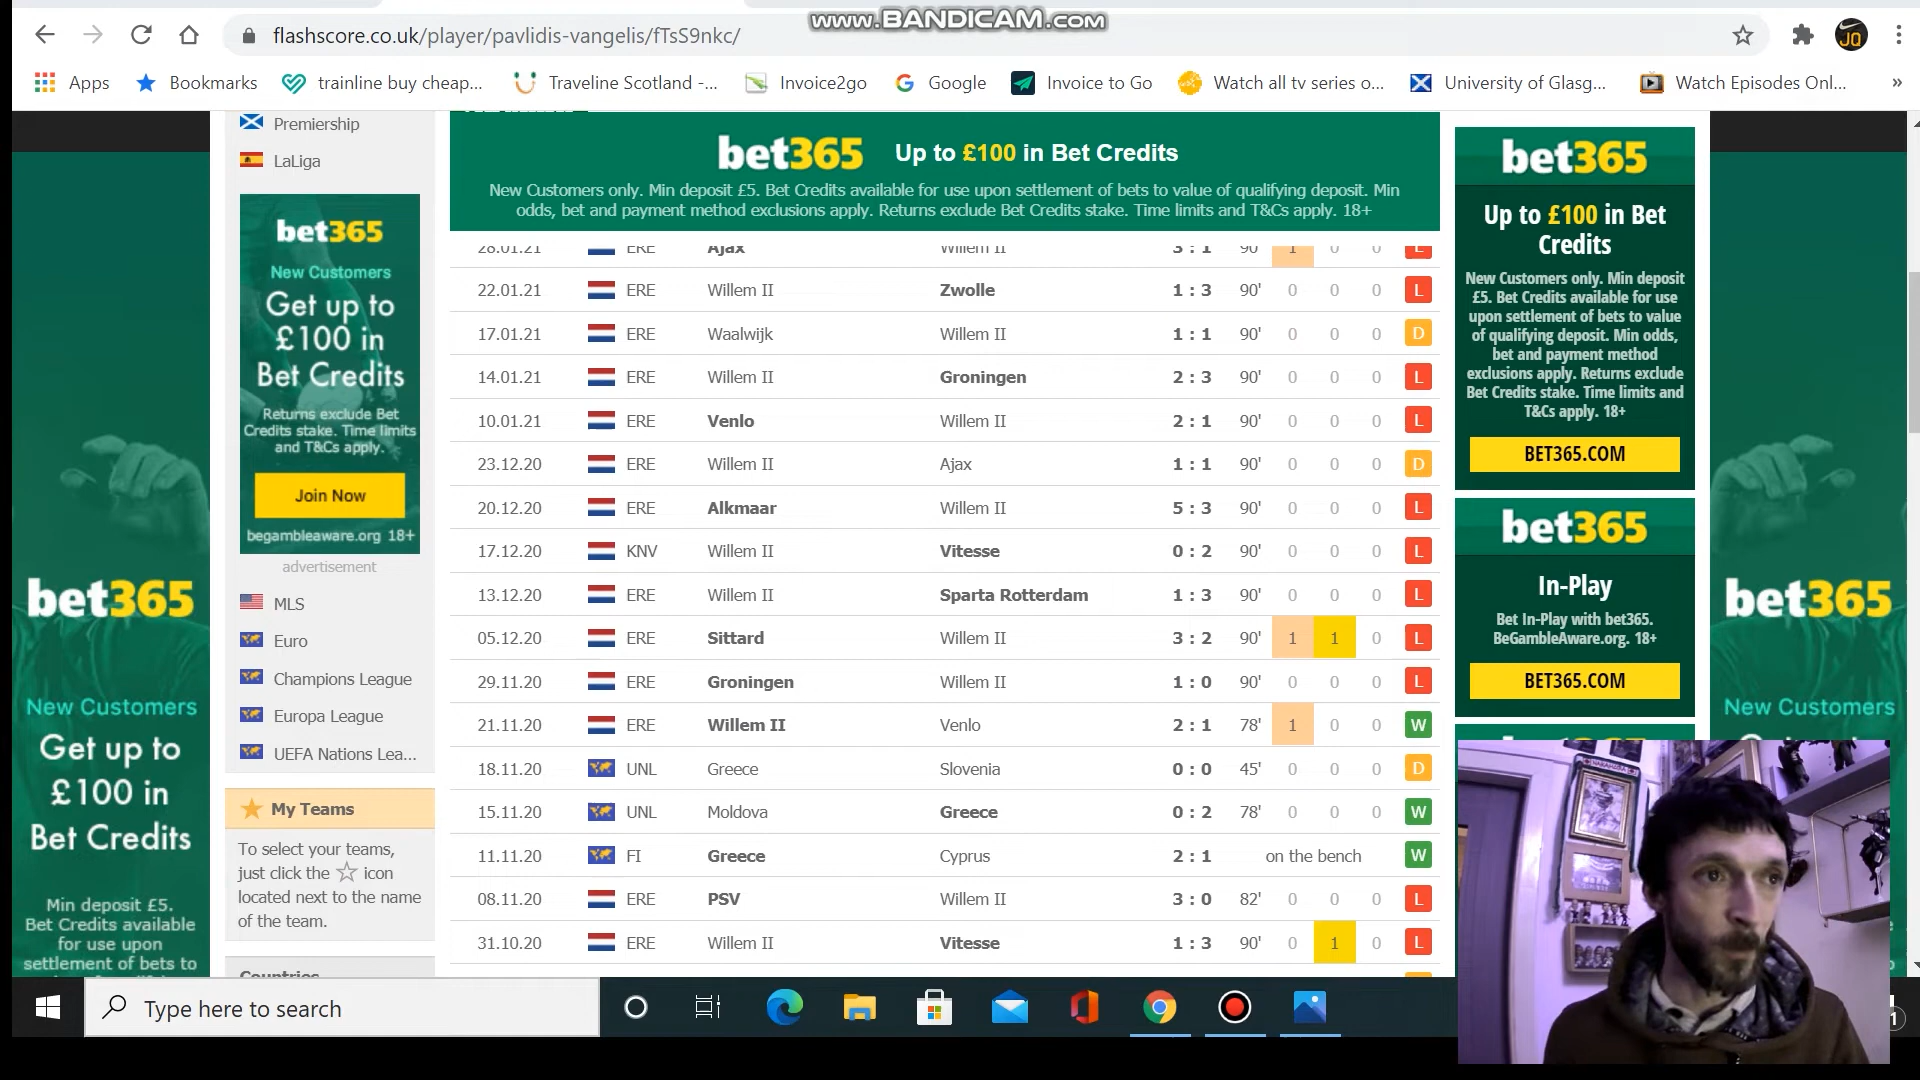 www.BANDICAM.com
flashscore.co.uk/player/pavlidis-vangelis/fTsS9nkc/
JQ
Apps Bookmarks trainline buy cheap... Traveline Scotland -... Invoice2go Google Invoice to Go Watch all tv series o... University of Glasg... Watch Episodes Onl... »
Premiership
LaLiga
bet365
New Customers
Get up to
£100 in
Bet Credits
Returns exclude Bet
Credits stake. Time limits
and T&Cs apply.
Join Now
begambleaware.org 18+
advertisement
MLS
Euro
Champions League
Europa League
UEFA Nations Lea...
My Teams
To select your teams,
just click the ☆ icon
located next to the name
of the team.
Countries
bet365
New Customers
Get up to
£100 in
Bet Credits
Min deposit £5.
Bet Credits available
for use upon
settlement of bets to
bet365 Up to £100 in Bet Credits
New Customers only. Min deposit £5. Bet Credits available for use upon settlement of bets to value of qualifying deposit. Min
odds, bet and payment method exclusions apply. Returns exclude Bet Credits stake. Time limits and T&Cs apply. 18+
28.01.21 ERE Ajax Willem II 3 : 1 90' 1 0 0 L
22.01.21 ERE Willem II Zwolle 1 : 3 90' 0 0 0 L
17.01.21 ERE Waalwijk Willem II 1 : 1 90' 0 0 0 D
14.01.21 ERE Willem II Groningen 2 : 3 90' 0 0 0 L
10.01.21 ERE Venlo Willem II 2 : 1 90' 0 0 0 L
23.12.20 ERE Willem II Ajax 1 : 1 90' 0 0 0 D
20.12.20 ERE Alkmaar Willem II 5 : 3 90' 0 0 0 L
17.12.20 KNV Willem II Vitesse 0 : 2 90' 0 0 0 L
13.12.20 ERE Willem II Sparta Rotterdam 1 : 3 90' 0 0 0 L
05.12.20 ERE Sittard Willem II 3 : 2 90' 1 1 0 L
29.11.20 ERE Groningen Willem II 1 : 0 90' 0 0 0 L
21.11.20 ERE Willem II Venlo 2 : 1 78' 1 0 0 W
18.11.20 UNL Greece Slovenia 0 : 0 45' 0 0 0 D
15.11.20 UNL Moldova Greece 0 : 2 78' 0 0 0 W
11.11.20 FI Greece Cyprus 2 : 1 on the bench W
08.11.20 ERE PSV Willem II 3 : 0 82' 0 0 0 L
31.10.20 ERE Willem II Vitesse 1 : 3 90' 0 1 0 L
bet365
Up to £100 in Bet
Credits
New Customers only. Min deposit
£5. Bet Credits available for use
upon settlement of bets to value
of qualifying deposit. Min odds,
bet and payment method
exclusions apply. Returns exclude
Bet Credits stake. Time limits and
T&Cs apply. 18+
BET365.COM
bet365
In-Play
Bet In-Play with bet365.
BeGambleAware.org. 18+
BET365.COM
bet365
New Customers
Type here to search